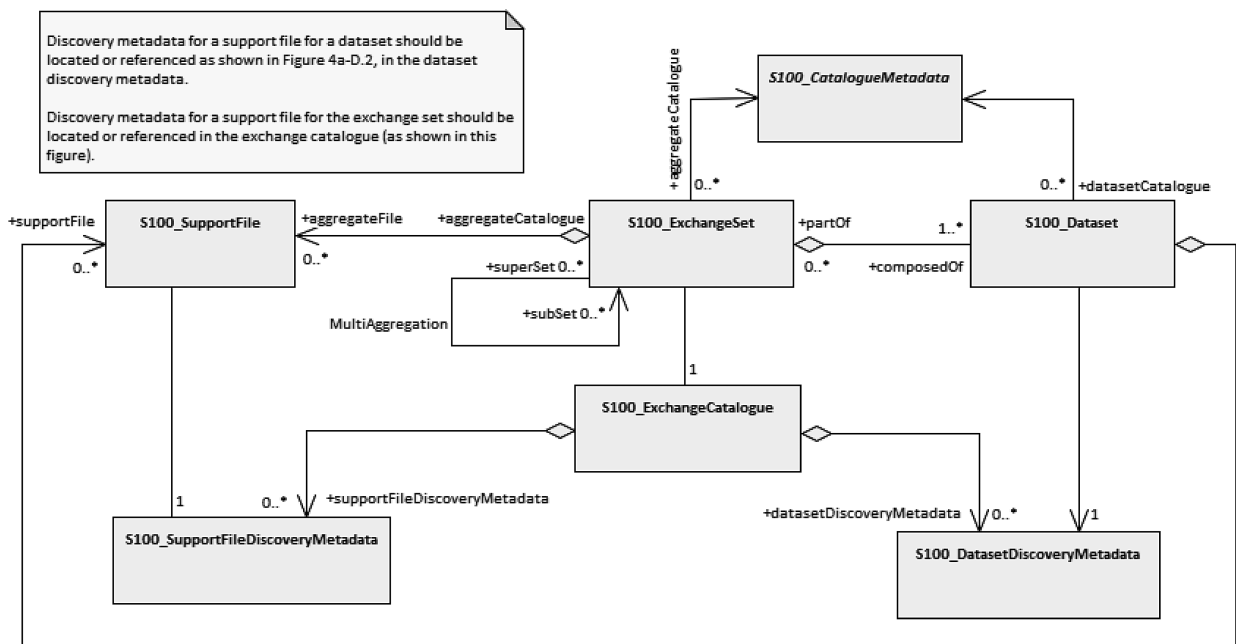 Discovery metadata for a support file for a dataset should be
located or referenced as shown in Figure 4a-D.2, in the dataset
discovery metadata.
Discovery metadata for a support file for the exchange set should be
located or referenced in the exchange catalogue (as shown in this
figure).
S100_CatalogueMetadata
+aggregateCatalogue
0..*
0..*
+datasetCatalogue
+supportFile
0..*
S100_SupportFile
+aggregateFile
0..*
+aggregateCatalogue
S100_ExchangeSet
+partOf
0..*
1..*
+composedOf
S100_Dataset
+superSet 0..*
+subSet 0..*
MultiAggregation
1
S100_ExchangeCatalogue
1
0..*
+supportFileDiscoveryMetadata
+datasetDiscoveryMetadata
0..*
1
S100_SupportFileDiscoveryMetadata
S100_DatasetDiscoveryMetadata